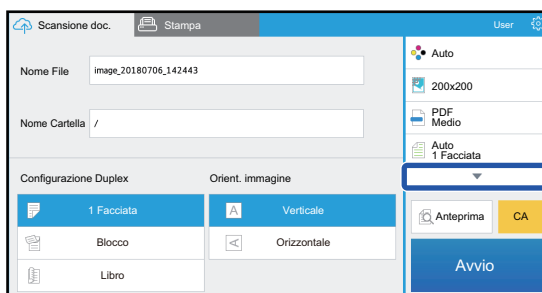 Scansione doc.
Stampa
User
Nome File
image_20180706_142443
Nome Cartella
/
Configurazione Duplex
1 Facciata
Blocco
Libro
Orient. immagine
A
Verticale
A
Orizzontale
Auto
200x200
PDF
Medio
Auto
1 Facciata
Anteprima
CA
Avvio